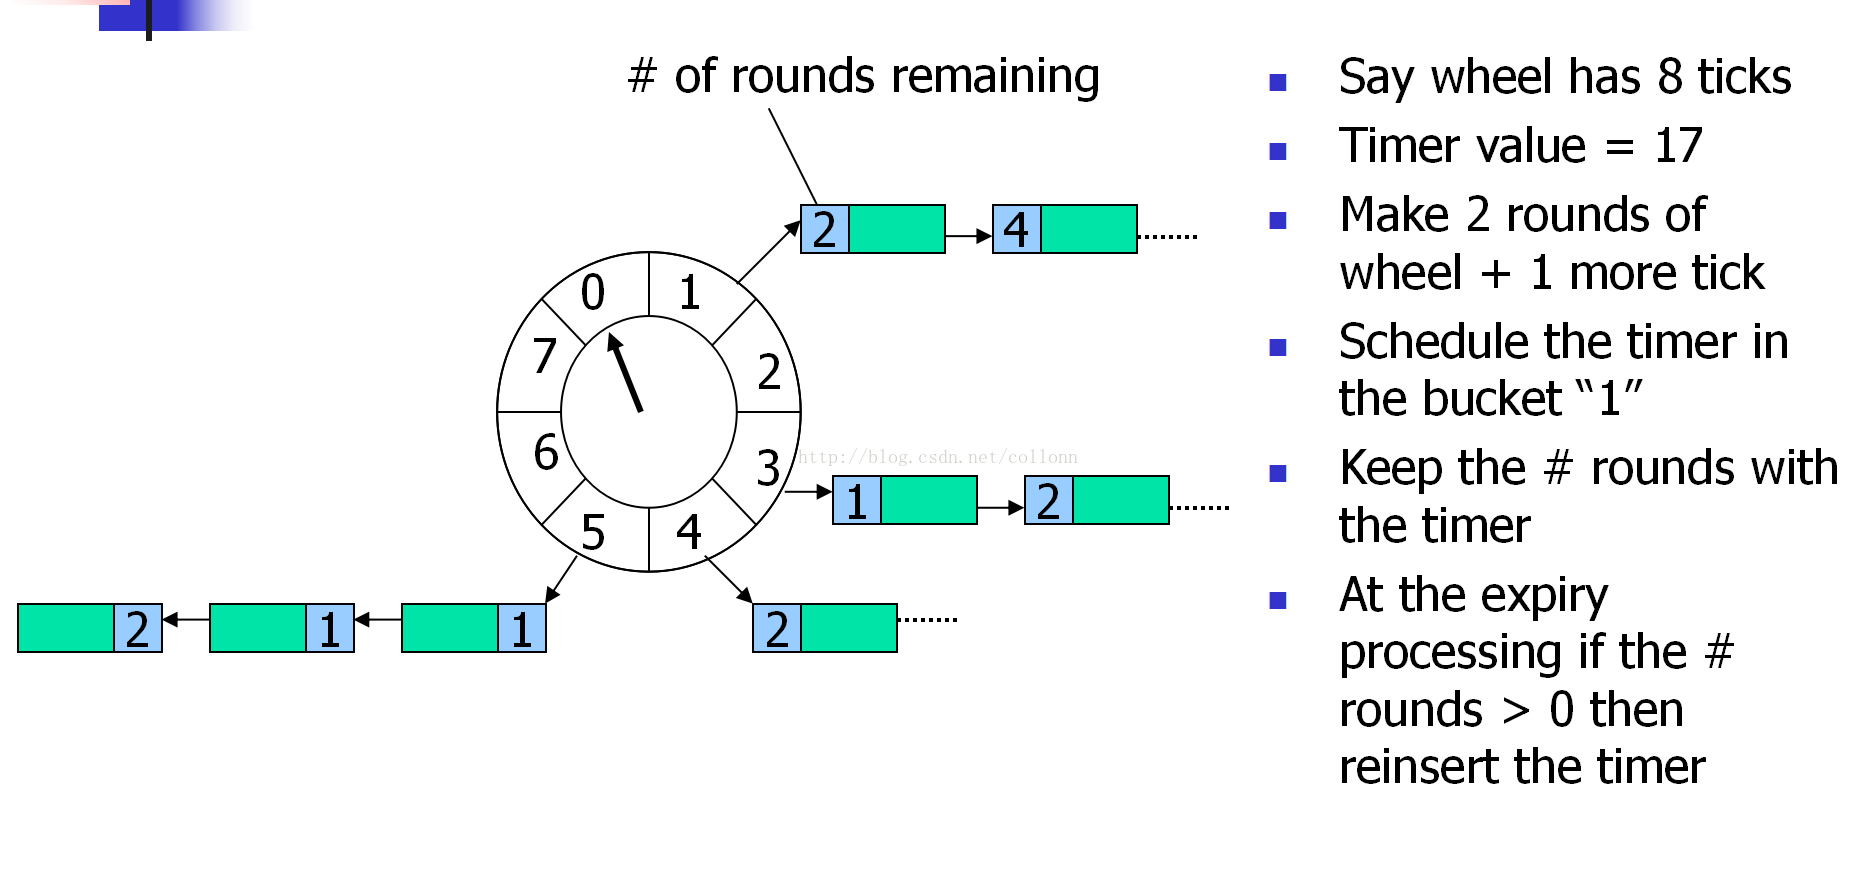 # of rounds remaining
2
4
0
1
7
2
6
3
5
4
http://blog.csdn.net/collonn
1
2
2
1
1
2
■ Say wheel has 8 ticks
■ Timer value = 17
■ Make 2 rounds of
wheel + 1 more tick
■ Schedule the timer in
the bucket “1”
■ Keep the # rounds with
the timer
■ At the expiry
processing if the #
rounds > 0 then
reinsert the timer